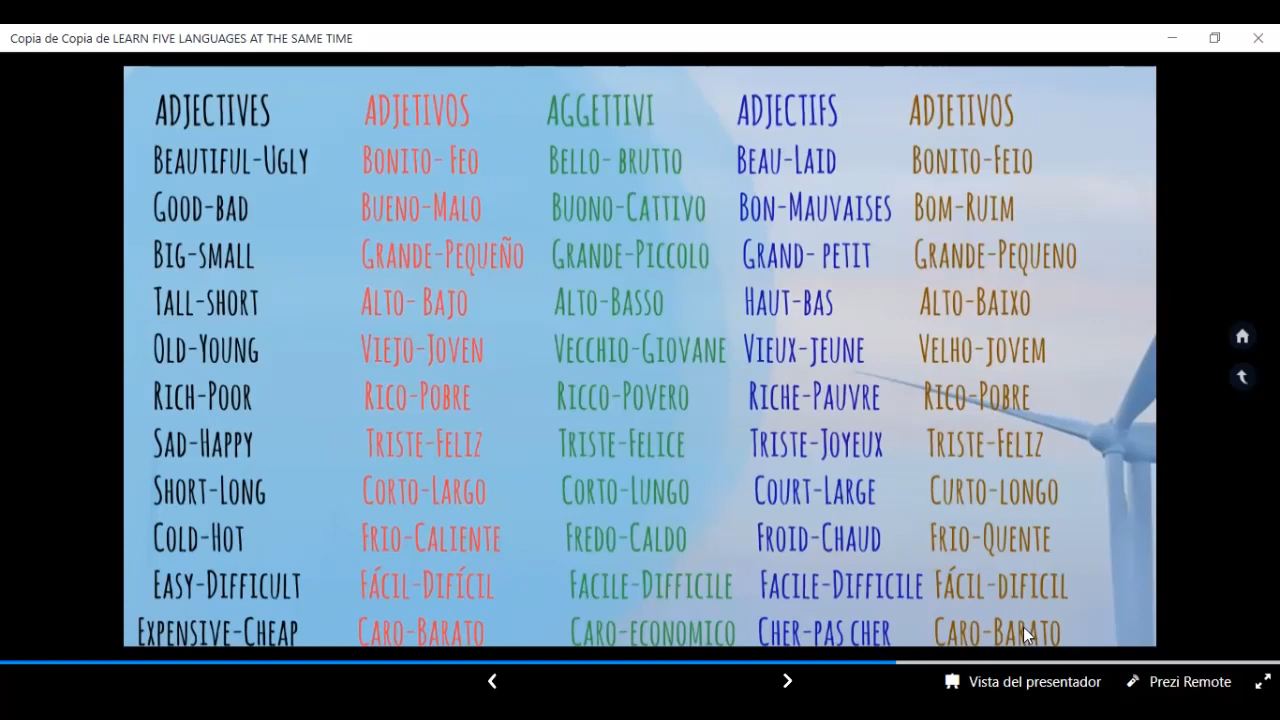 Copia de Copia de LEARN FIVE LANGUAGES AT THE SAME TIME
ADJECTIVES ADJETIVOS AGGETTIVI ADJECTIFS ADJETIVOS
BEAUTIFUL-UGLY BONITO- FEO BELLO- BRUTTO BEAU-LAID BONITO-FEIO
GOOD-BAD BUENO-MALO BUONO-CATTIVO BON-MAUVAISES BOM-RUIM
BIG-SMALL GRANDE-PEQUEÑO GRANDE-PICCOLO GRAND- PETIT GRANDE-PEQUENO
TALL-SHORT ALTO- BAJO ALTO-BASSO HAUT-BAS ALTO-BAIXO
OLD-YOUNG VIEJO-JOVEN VECCHIO-GIOVANE VIEUX-JEUNE VELHO-JOVEM
RICH-POOR RICO-POBRE RICCO-POVERO RICHE-PAUVRE RICO-POBRE
SAD-HAPPY TRISTE-FELIZ TRISTE-FELICE TRISTE-JOYEUX TRISTE-FELIZ
SHORT-LONG CORTO-LARGO CORTO-LUNGO COURT-LARGE CURTO-LONGO
COLD-HOT FRIO-CALIENTE FREDO-CALDO FROID-CHAUD FRIO-QUENTE
EASY-DIFFICULT FÁCIL-DIFÍCIL FACILE-DIFFICILE FACILE-DIFFICILE FÁCIL-DIFICIL
EXPENSIVE-CHEAP CARO-BARATO CARO-ECONOMICO CHER-PAS CHER CARO-BARATO
Vista del presentador Prezi Remote